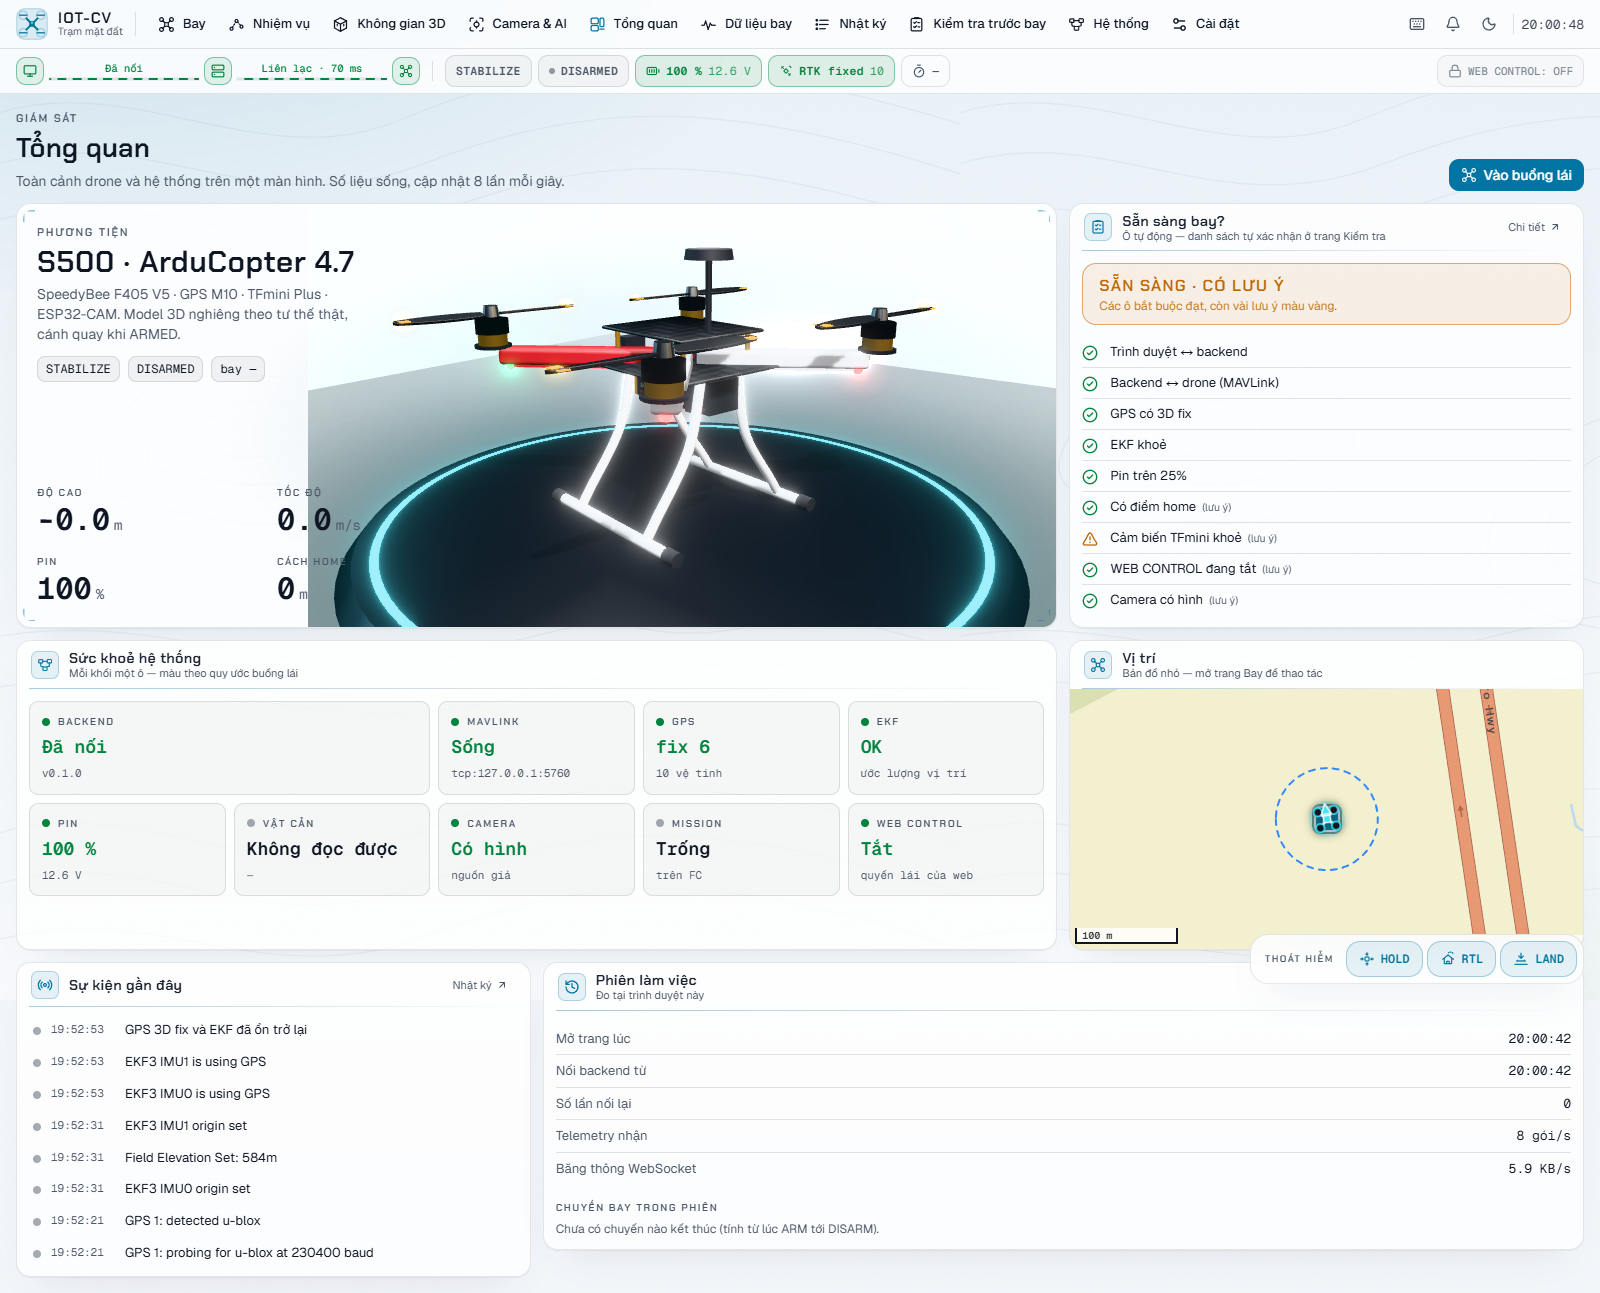 IOT-CV
Trạm mặt đất
Bay
Nhiệm vụ
Không gian 3D
Camera & AI
Tổng quan
Dữ liệu bay
Nhật ký
Kiểm tra trước bay
Hệ thống
Cài đặt
20:00:48
Đã nối
Liên lạc · 70 ms
STABILIZE
DISARMED
100 % 12.6 V
RTK fixed 10
–
WEB CONTROL: OFF
GIÁM SÁT
Tổng quan
Toàn cảnh drone và hệ thống trên một màn hình. Số liệu sống, cập nhật 8 lần mỗi giây.
Vào buồng lái
PHƯƠNG TIỆN
S500 · ArduCopter 4.7
SpeedyBee F405 V5 · GPS M10 · TFmini Plus ·
ESP32-CAM. Model 3D nghiêng theo tư thế thật,
cánh quay khi ARMED.
STABILIZE
DISARMED
bay –
ĐỘ CAO
-0.0 m
TỐC ĐỘ
0.0 m/s
PIN
100 %
CÁCH HOME
0 m
Sẵn sàng bay?
Ô tự động — danh sách tự xác nhận ở trang Kiểm tra
Chi tiết
SẴN SÀNG · CÓ LƯU Ý
Các ô bắt buộc đạt, còn vài lưu ý màu vàng.
Trình duyệt ↔ backend
Backend ↔ drone (MAVLink)
GPS có 3D fix
EKF khoẻ
Pin trên 25%
Có điểm home (lưu ý)
Cảm biến TFmini khoẻ (lưu ý)
WEB CONTROL đang tắt (lưu ý)
Camera có hình (lưu ý)
Sức khoẻ hệ thống
Mỗi khối một ô — màu theo quy ước buồng lái
BACKEND
Đã nối
v0.1.0
MAVLINK
Sống
tcp:127.0.0.1:5760
GPS
fix 6
10 vệ tinh
EKF
OK
ước lượng vị trí
PIN
100 %
12.6 V
VẬT CẢN
Không đọc được
–
CAMERA
Có hình
nguồn giả
MISSION
Trống
trên FC
WEB CONTROL
Tắt
quyền lái của web
Vị trí
Bản đồ nhỏ — mở trang Bay để thao tác
o Hwy
100 m
THOÁT HIỂM
HOLD
RTL
LAND
Sự kiện gần đây
Nhật ký
19:52:53 GPS 3D fix và EKF đã ổn trở lại
19:52:53 EKF3 IMU1 is using GPS
19:52:53 EKF3 IMU0 is using GPS
19:52:31 EKF3 IMU1 origin set
19:52:31 Field Elevation Set: 584m
19:52:31 EKF3 IMU0 origin set
19:52:21 GPS 1: detected u-blox
19:52:21 GPS 1: probing for u-blox at 230400 baud
Phiên làm việc
Đo tại trình duyệt này
Mở trang lúc 20:00:42
Nối backend từ 20:00:42
Số lần nối lại 0
Telemetry nhận 8 gói/s
Băng thông WebSocket 5.9 KB/s
CHUYẾN BAY TRONG PHIÊN
Chưa có chuyến nào kết thúc (tính từ lúc ARM tới DISARM).